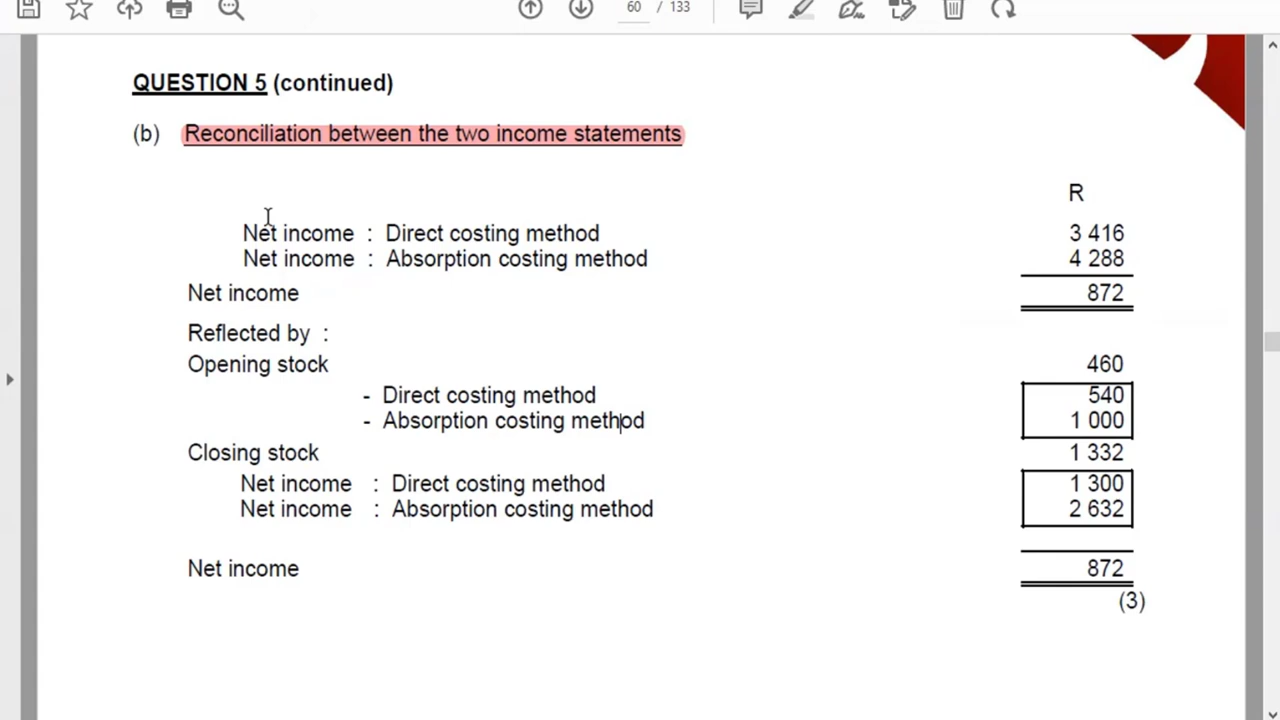 60 / 133
QUESTION 5 (continued)
(b) Reconciliation between the two income statements
R
Net income : Direct costing method 3 416
Net income : Absorption costing method 4 288
Net income 872
Reflected by :
Opening stock 460
- Direct costing method 540
- Absorption costing method 1 000
Closing stock 1 332
Net income : Direct costing method 1 300
Net income : Absorption costing method 2 632
Net income 872
(3)